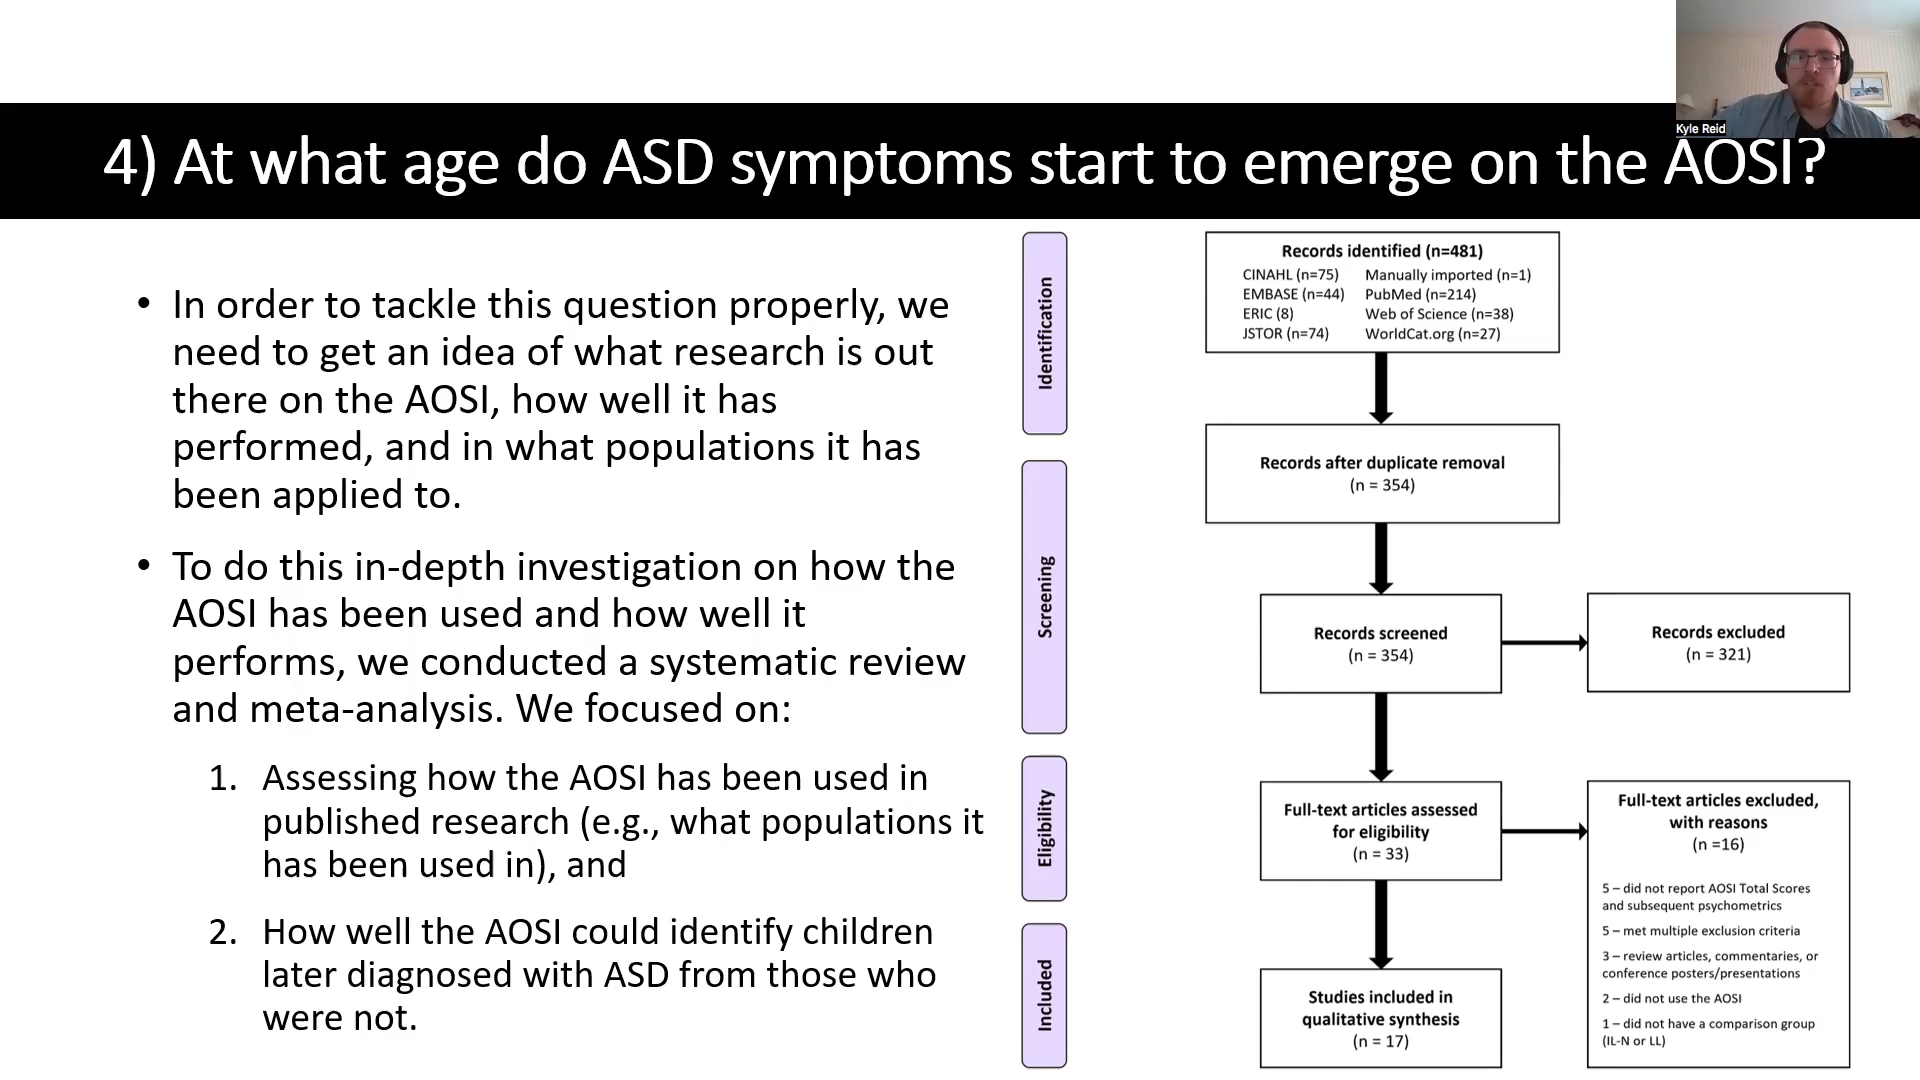 Kyle Reid
4) At what age do ASD symptoms start to emerge on the AOSI?
• In order to tackle this question properly, we
need to get an idea of what research is out
there on the AOSI, how well it has
performed, and in what populations it has
been applied to.
• To do this in-depth investigation on how the
AOSI has been used and how well it
performs, we conducted a systematic review
and meta-analysis. We focused on:
1. Assessing how the AOSI has been used in
published research (e.g., what populations it
has been used in), and
2. How well the AOSI could identify children
later diagnosed with ASD from those who
were not.
Identification
Records identified (n=481)
CINAHL (n=75) Manually imported (n=1)
EMBASE (n=44) PubMed (n=214)
ERIC (8) Web of Science (n=38)
JSTOR (n=74) WorldCat.org (n=27)
Screening
Records after duplicate removal
(n = 354)
Records screened
(n = 354)
Records excluded
(n = 321)
Eligibility
Full-text articles assessed
for eligibility
(n = 33)
Full-text articles excluded,
with reasons
(n =16)
5 – did not report AOSI Total Scores
and subsequent psychometrics
5 – met multiple exclusion criteria
3 – review articles, commentaries, or
conference posters/presentations
2 – did not use the AOSI
1 – did not have a comparison group
(IL-N or LL)
Included
Studies included in
qualitative synthesis
(n = 17)